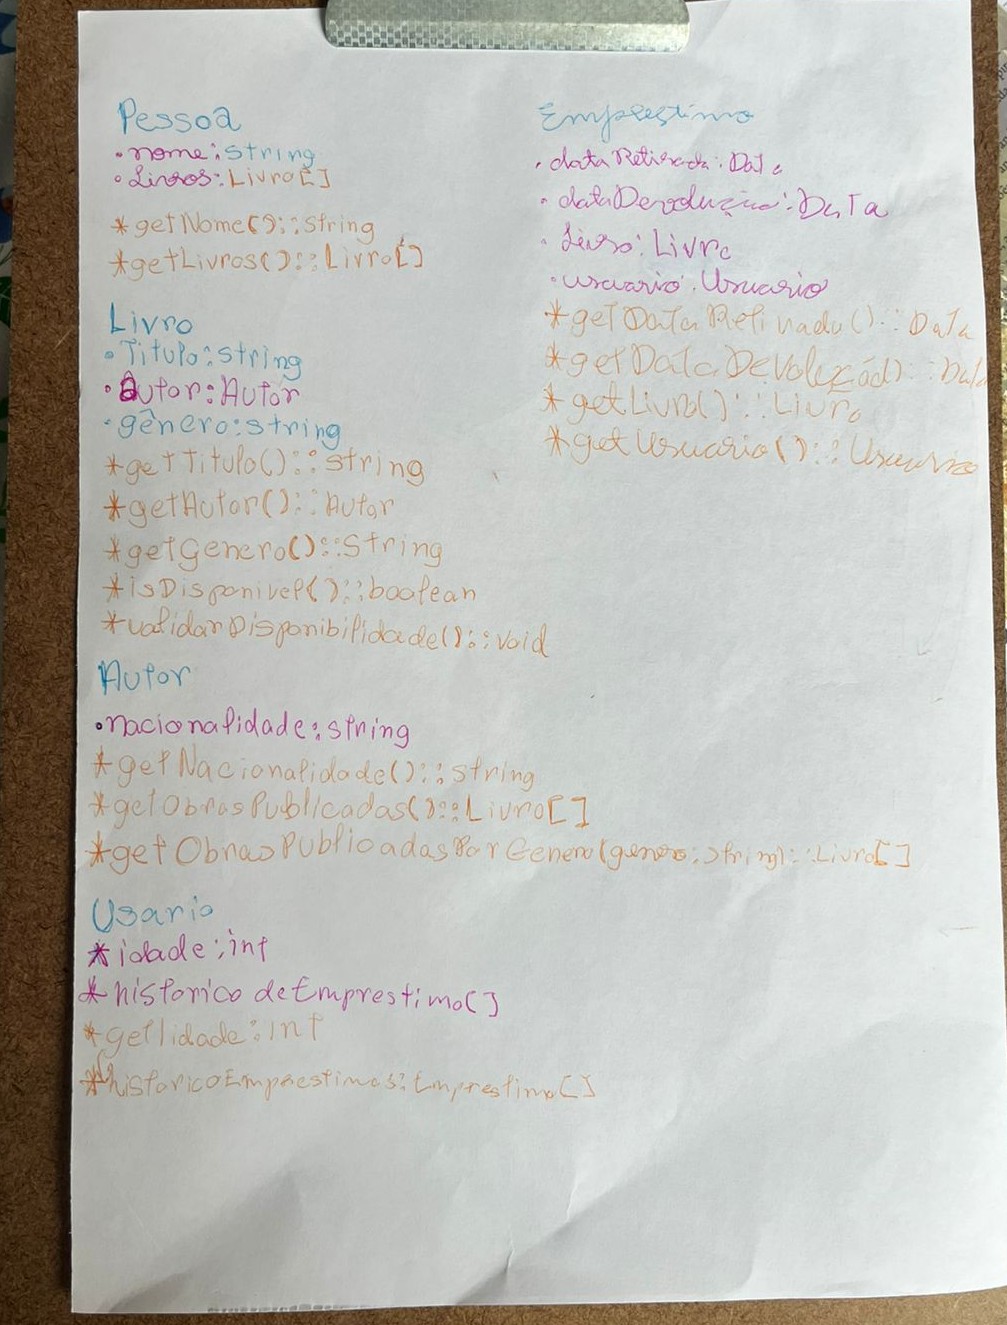 Pessoa
• nome: string
• Livros: Livro[]
* getNome()::string
* getLivros()::Livro[]
Livro
• Titulo: string
• Autor: Autor
• gênero: string
* getTitulo()::string
* getAutor()::Autor
* getGenero()::string
* isDisponivel()::boolean
* validarDisponibilidade()::void
Autor
• nacionalidade: string
* getNacionalidade()::string
* getObrasPublicadas()::Livro[]
* getObrasPublicadasPorGenero(genero: string)::Livro[]
Usario
* idade: int
* historico deEmprestimo[]
* getIidade: int
* historicoEmprestimos: Emprestimo[]
Emprestimo
• dataRetirada: Data
• dataDevolução: Data
• Livro: Livro
• usuario: Usuario
* getDataRetirada()::Data
* getLivro()::Livro
* getUsuario()::Usuario